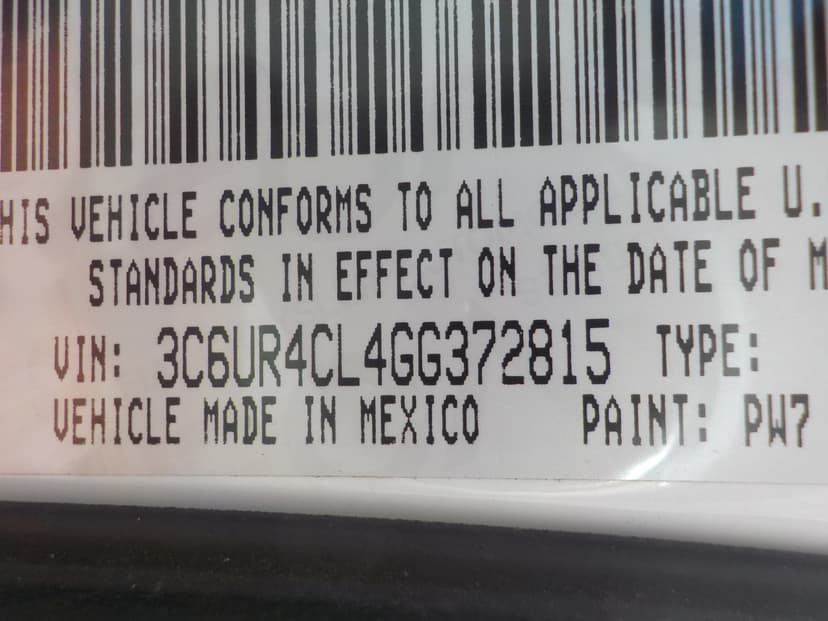 HIS VEHICLE CONFORMS TO ALL APPLICABLE U.
STANDARDS IN EFFECT ON THE DATE OF M
VIN: 3C6UR4CL4GG372815 TYPE:
VEHICLE MADE IN MEXICO PAINT: PW7